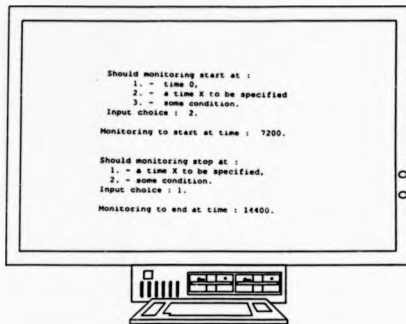 Should monitoring start at :
1. - time 0,
2. - a time X to be specified
3. - some condition.
Input choice : 2.
Monitoring to start at time : 7200.
Should monitoring stop at :
1. - a time X to be specified,
2. - some condition.
Input choice : 1.
Monitoring to end at time : 14400.